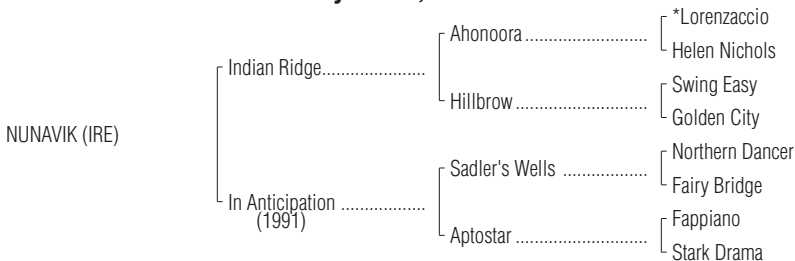 *Lorenzaccio
Ahonoora ..........................
Helen Nichols
Indian Ridge......................
Swing Easy
Hillbrow ............................
Golden City
NUNAVIK (IRE)
Northern Dancer
Sadler's Wells ..................
Fairy Bridge
In Anticipation ..................
(1991)
Fappiano
Aptostar ............................
Stark Drama